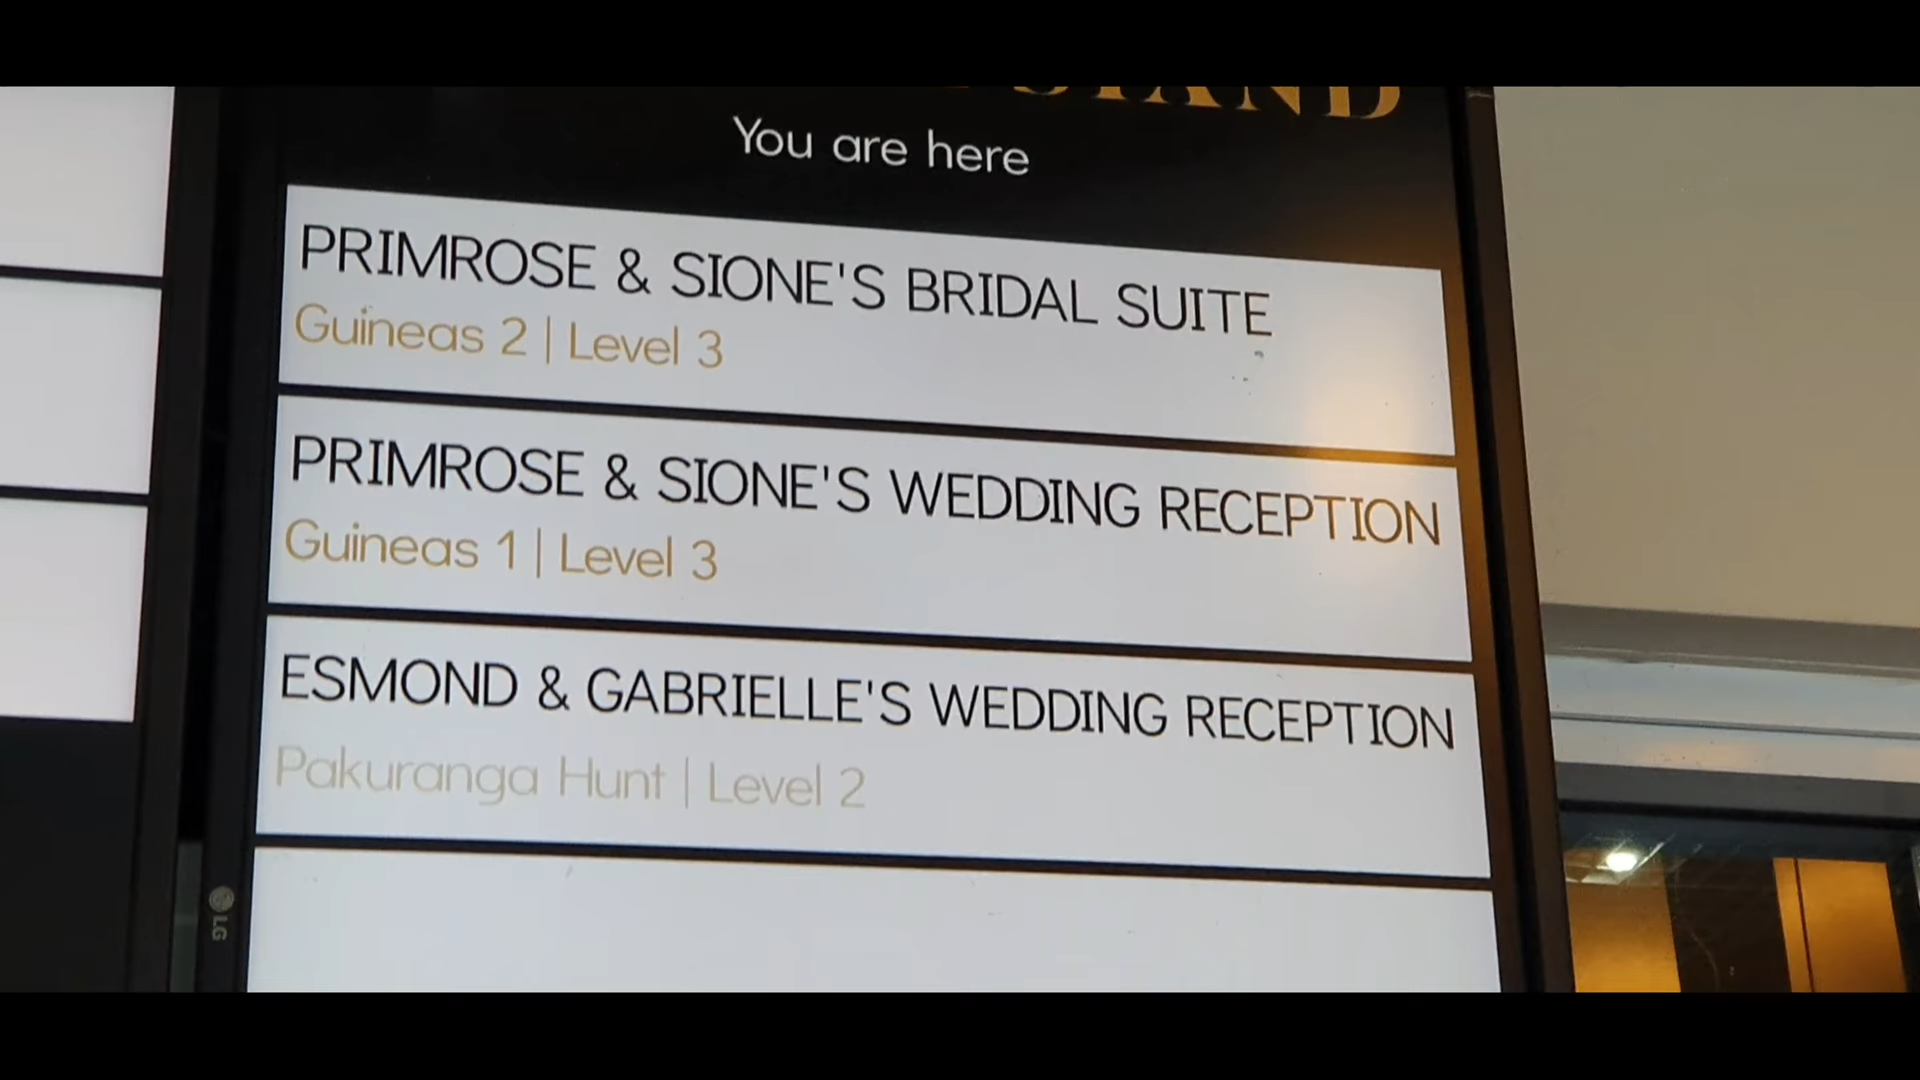 You are here
PRIMROSE & SIONE'S BRIDAL SUITE
Guineas 2 | Level 3
PRIMROSE & SIONE'S WEDDING RECEPTION
Guineas 1 | Level 3
ESMOND & GABRIELLE'S WEDDING RECEPTION
Pakuranga Hunt | Level 2
LG